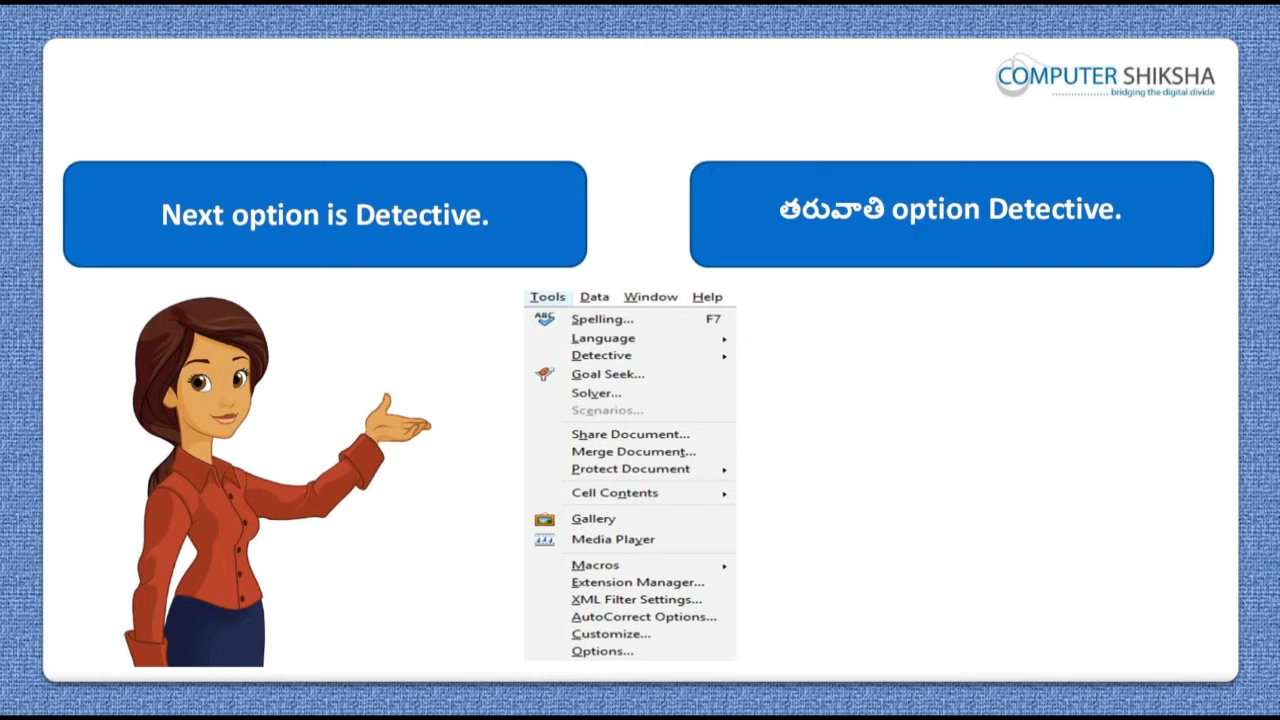 COMPUTER SHIKSHA
bridging the digital divide
Next option is Detective.
తరువాతి option Detective.
Tools Data Window Help
ABC
Spelling... F7
Language
Detective
Goal Seek...
Solver...
Scenarios...
Share Document...
Merge Document...
Protect Document
Cell Contents
Gallery
Media Player
Macros
Extension Manager...
XML Filter Settings...
AutoCorrect Options...
Customize...
Options...